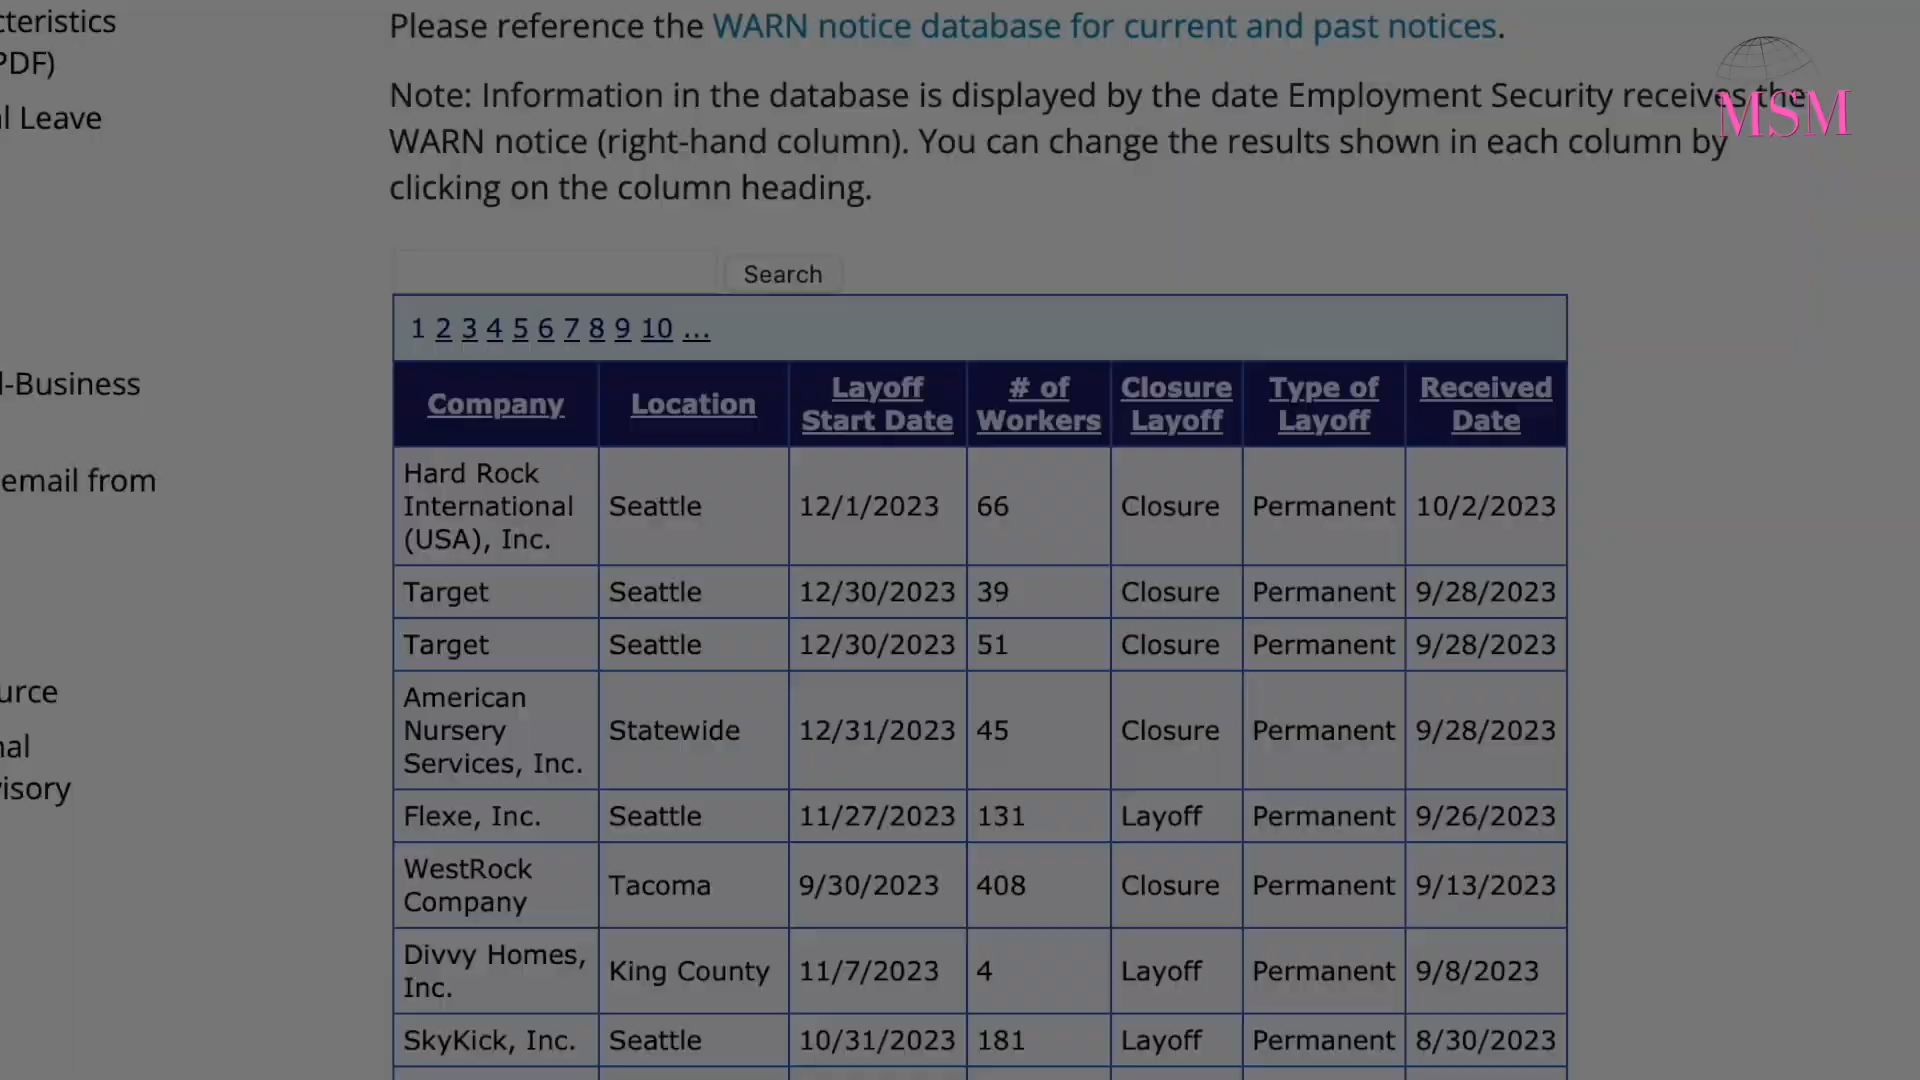 cteristics
PDF)
l Leave
l-Business
email from
urce
nal
visory
Please reference the WARN notice database for current and past notices.
Note: Information in the database is displayed by the date Employment Security receives the
WARN notice (right-hand column). You can change the results shown in each column by
clicking on the column heading.
MSM
Search
1 2 3 4 5 6 7 8 9 10 ...
Company Location Layoff Start Date # of Workers Closure Layoff Type of Layoff Received Date
Hard Rock International (USA), Inc. Seattle 12/1/2023 66 Closure Permanent 10/2/2023
Target Seattle 12/30/2023 39 Closure Permanent 9/28/2023
Target Seattle 12/30/2023 51 Closure Permanent 9/28/2023
American Nursery Services, Inc. Statewide 12/31/2023 45 Closure Permanent 9/28/2023
Flexe, Inc. Seattle 11/27/2023 131 Layoff Permanent 9/26/2023
WestRock Company Tacoma 9/30/2023 408 Closure Permanent 9/13/2023
Divvy Homes, Inc. King County 11/7/2023 4 Layoff Permanent 9/8/2023
SkyKick, Inc. Seattle 10/31/2023 181 Layoff Permanent 8/30/2023